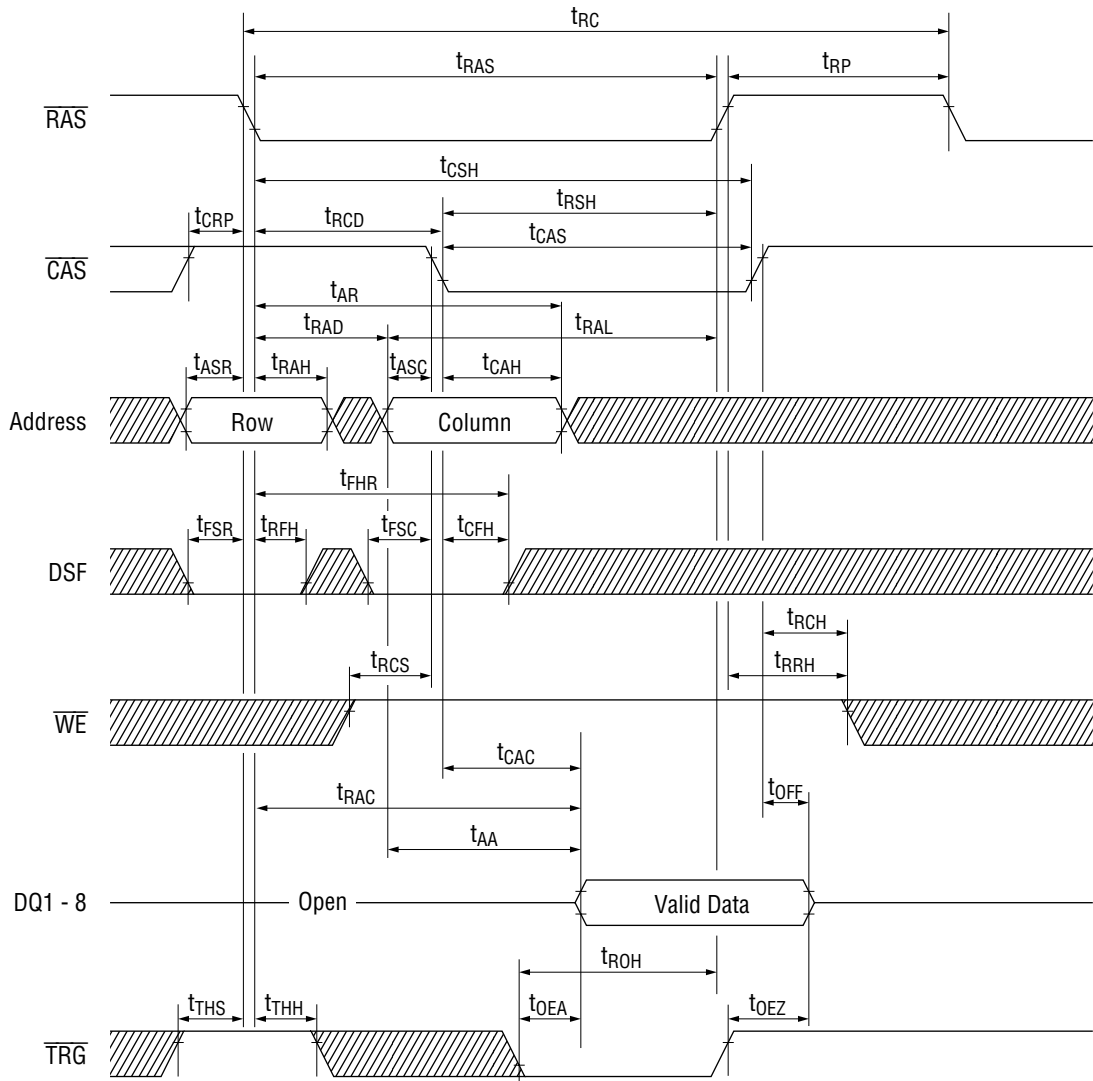 tRC
tRAS tRP
RAS
tCSH
tRSH
tCRP tRCD
tCAS
CAS
tAR
tRAD tRAL
tASR tRAH tASC tCAH
Address Row Column
tFHR
tFSR tRFH tFSC tCFH
DSF
tRCH
tRCS tRRH
WE
tCAC
tRAC tOFF
tAA
DQ1 - 8 Open Valid Data
tROH
tTHS tTHH tOEA tOEZ
TRG